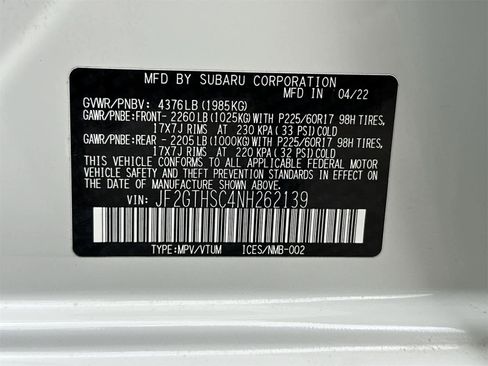 MFD BY SUBARU CORPORATION 04/22
GVWR/PNBV: 4376LB (1985KG)
GAWR/PNBE:FRONT- 2260LB(1025KG)WITH P225/60R17 98H TIRES,
17X7J RIMS AT 230 KPA (33 PSI)COLD
GAWR/PNBE:REAR - 2205LB(1000KG)WITH P225/60R17 98H TIRES,
17X7J RIMS AT 220 KPA (32 PSI)COLD
THIS VEHICLE CONFORMS TO ALL APPLICABLE FEDERAL MOTOR
VEHICLE SAFETY AND THEFT PREVENTION STANDARDS IN EFFECT
ON THE DATE OF MANUFACTURE SHOWN ABOVE.
VIN: JF2GTHSC4NH262139
TYPE:MPV/VTUM ICES/NMB-002